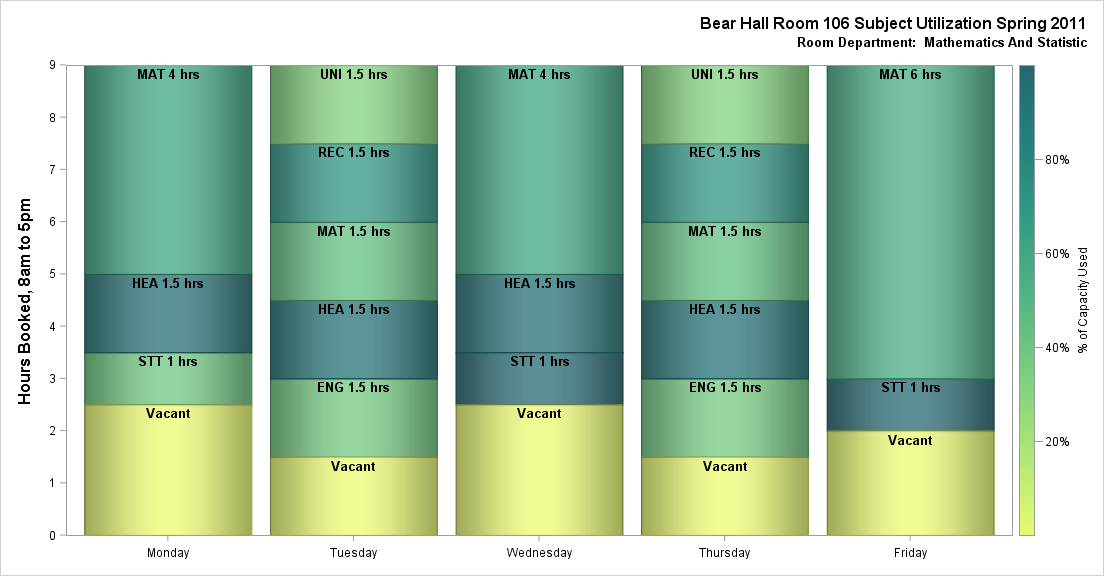 Bear Hall Room 106 Subject Utilization Spring 2011
Room Department:  Mathematics And Statistic
Hours Booked, 8am to 5pm
9
8
7
6
5
4
3
2
1
0
MAT 4 hrs
HEA 1.5 hrs
STT 1 hrs
Vacant
UNI 1.5 hrs
REC 1.5 hrs
MAT 1.5 hrs
HEA 1.5 hrs
ENG 1.5 hrs
Vacant
MAT 4 hrs
HEA 1.5 hrs
STT 1 hrs
Vacant
UNI 1.5 hrs
REC 1.5 hrs
MAT 1.5 hrs
HEA 1.5 hrs
ENG 1.5 hrs
Vacant
MAT 6 hrs
STT 1 hrs
Vacant
Monday
Tuesday
Wednesday
Thursday
Friday
80%
60%
40%
20%
% of Capacity Used